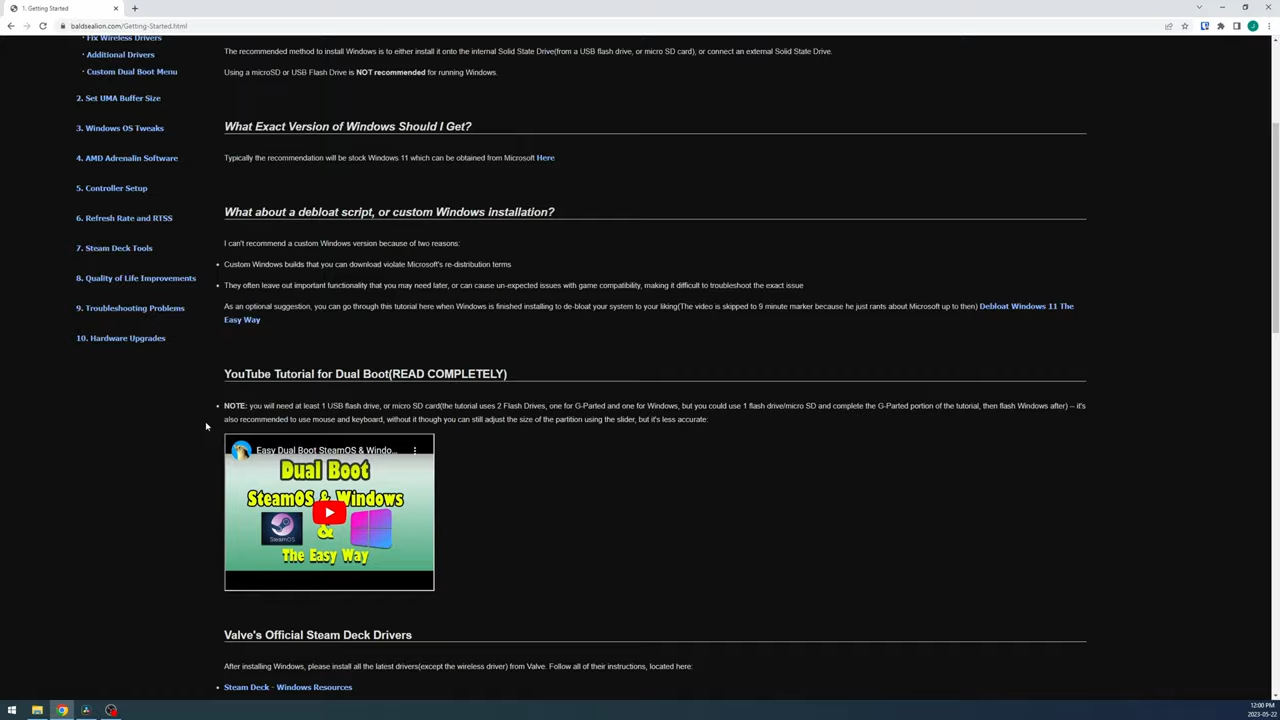 1. Getting Started
baldsealion.com/Getting-Started.html
J
· Fix Wireless Drivers
· Additional Drivers
· Custom Dual Boot Menu
2. Set UMA Buffer Size
3. Windows OS Tweaks
4. AMD Adrenalin Software
5. Controller Setup
6. Refresh Rate and RTSS
7. Steam Deck Tools
8. Quality of Life Improvements
9. Troubleshooting Problems
10. Hardware Upgrades
The recommended method to install Windows is to either install it onto the internal Solid State Drive(from a USB flash drive, or micro SD card), or connect an external Solid State Drive.
Using a microSD or USB Flash Drive is NOT recommended for running Windows.
What Exact Version of Windows Should I Get?
Typically the recommendation will be stock Windows 11 which can be obtained from Microsoft Here
What about a debloat script, or custom Windows installation?
I can't recommend a custom Windows version because of two reasons:
• Custom Windows builds that you can download violate Microsoft's re-distribution terms
• They often leave out important functionality that you may need later, or can cause un-expected issues with game compatibility, making it difficult to troubleshoot the exact issue
As an optional suggestion, you can go through this tutorial here when Windows is finished installing to de-bloat your system to your liking(The video is skipped to 9 minute marker because he just rants about Microsoft up to then) Debloat Windows 11 The
Easy Way
YouTube Tutorial for Dual Boot(READ COMPLETELY)
• NOTE: you will need at least 1 USB flash drive, or micro SD card(the tutorial uses 2 Flash Drives, one for G-Parted and one for Windows, but you could use 1 flash drive/micro SD and complete the G-Parted portion of the tutorial, then flash Windows after) – it's
also recommended to use mouse and keyboard, without it though you can still adjust the size of the partition using the slider, but it's less accurate:
Easy Dual Boot SteamOS & Windo...
Dual Boot
SteamOS & Windows
STEAMOS
&
The Easy Way
Valve's Official Steam Deck Drivers
After installing Windows, please install all the latest drivers(except the wireless driver) from Valve. Follow all of their instructions, located here:
• Steam Deck - Windows Resources
12:00 PM
2023-05-22